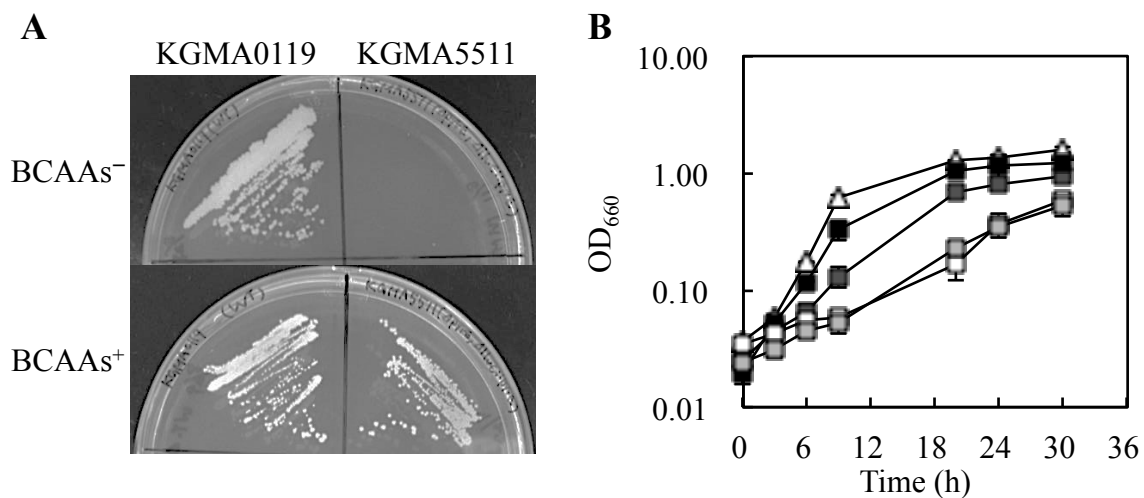 A
KGMA0119 KGMA5511
BCAAs⁻
BCAAs⁺
(WT)
B
10.00
1.00
0.10
0.01
OD₆₆₀
0 6 12 18 24 30 36
Time (h)